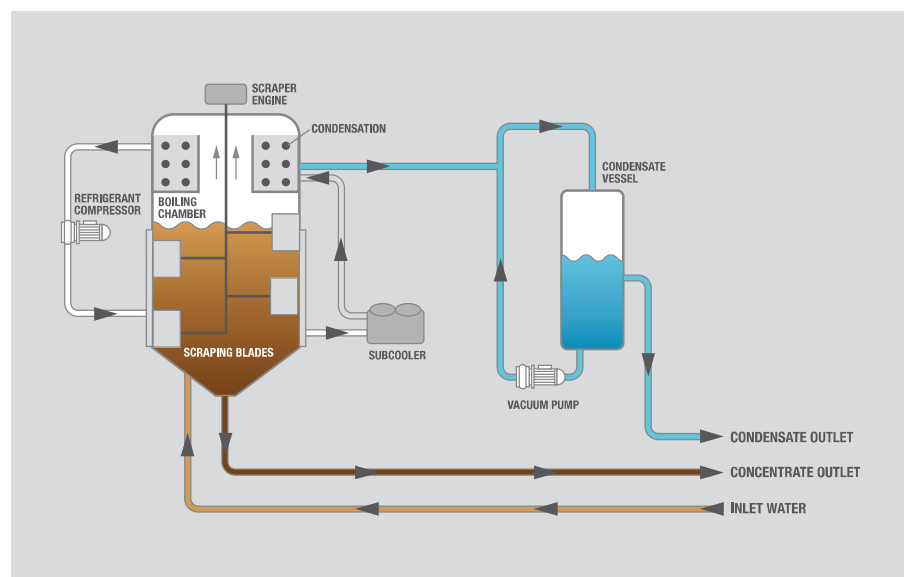 SCRAPER
ENGINE
CONDENSATION
CONDENSATE
VESSEL
REFRIGERANT
COMPRESSOR
BOILING
CHAMBER
SCRAPING BLADES
SUBCOOLER
VACUUM PUMP
CONDENSATE OUTLET
CONCENTRATE OUTLET
INLET WATER